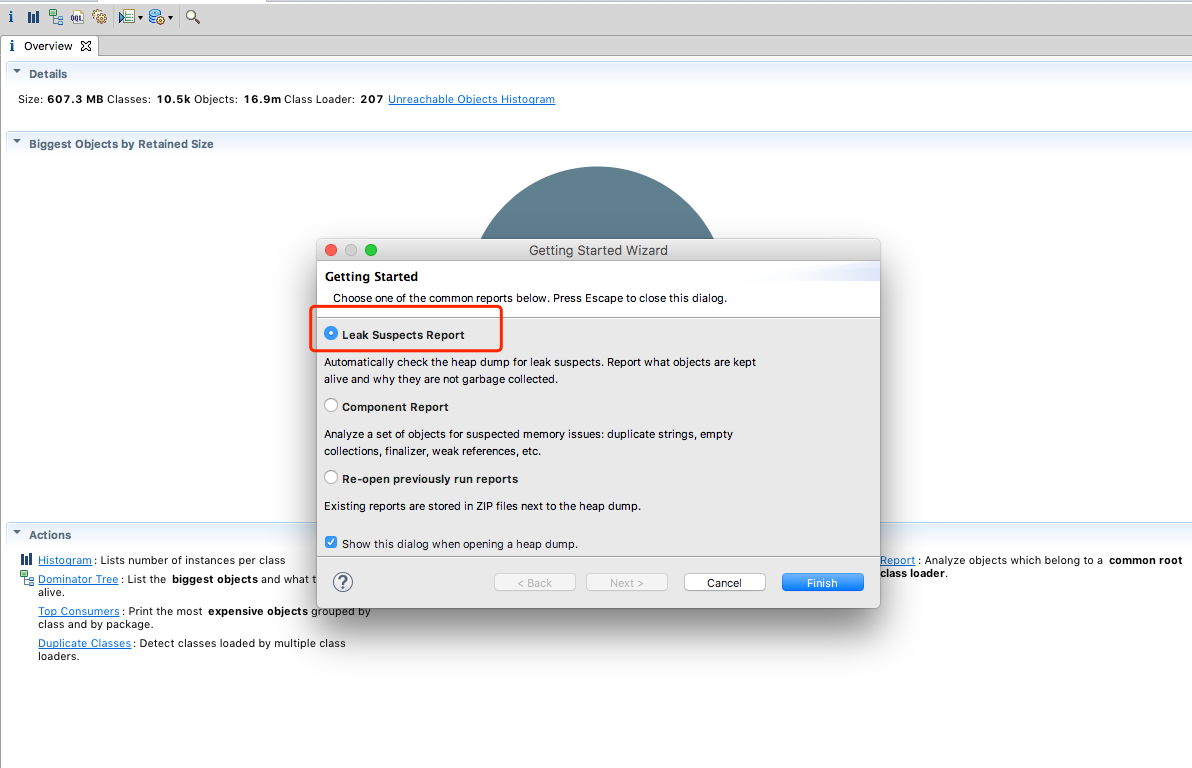 OQL
Overview
Details
Size: 607.3 MB Classes: 10.5k Objects: 16.9m Class Loader: 207 Unreachable Objects Histogram
Biggest Objects by Retained Size
Getting Started Wizard
Getting Started
Choose one of the common reports below. Press Escape to close this dialog.
Leak Suspects Report
Automatically check the heap dump for leak suspects. Report what objects are kept
alive and why they are not garbage collected.
Component Report
Analyze a set of objects for suspected memory issues: duplicate strings, empty
collections, finalizer, weak references, etc.
Re-open previously run reports
Existing reports are stored in ZIP files next to the heap dump.
Show this dialog when opening a heap dump.
? < Back Next > Cancel Finish
Actions
Histogram: Lists number of instances per class
Dominator Tree: List the biggest objects and what t
alive.
Top Consumers: Print the most expensive objects grouped by
class and by package.
Duplicate Classes: Detect classes loaded by multiple class
loaders.
Report: Analyze objects which belong to a common root
class loader.